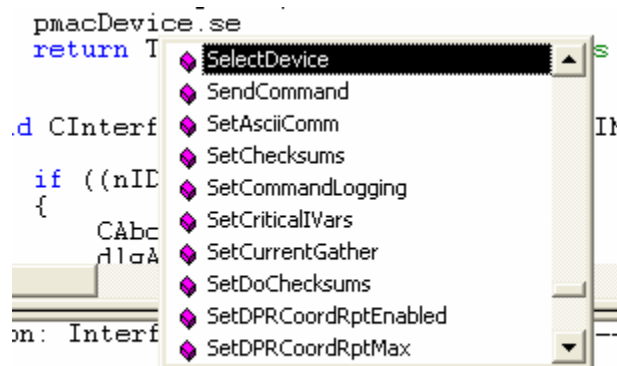 pmacDevice.se
return T
SelectDevice
s
SendCommand
d CInterf
SetAsciiComm
SetChecksums
if ((nID
SetCommandLogging
{
SetCriticalIVars
CAbc
SetCurrentGather
dlgA
SetDoChecksums
SetDPRCoordRptEnabled
on: Interf
SetDPRCoordRptMax